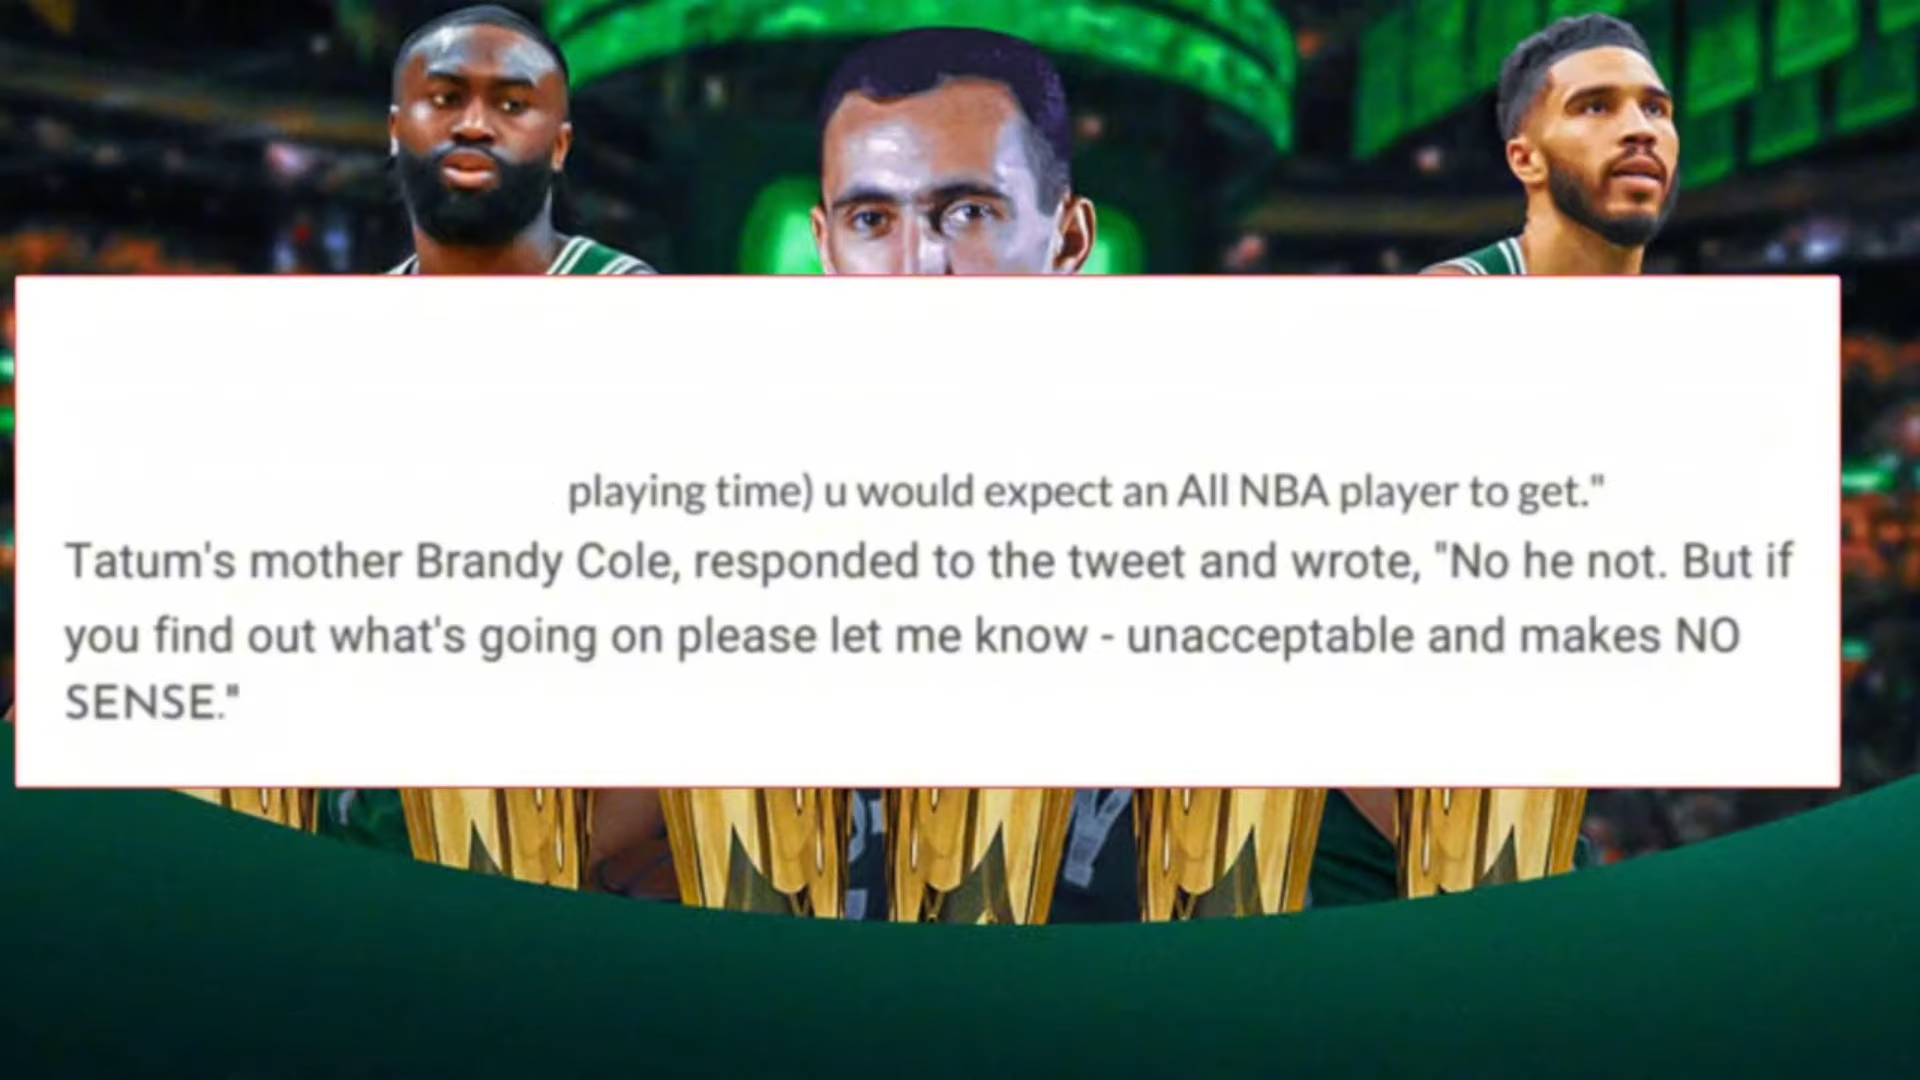 playing time) u would expect an All NBA player to get."
Tatum's mother Brandy Cole, responded to the tweet and wrote, "No he not. But if
you find out what's going on please let me know - unacceptable and makes NO
SENSE."